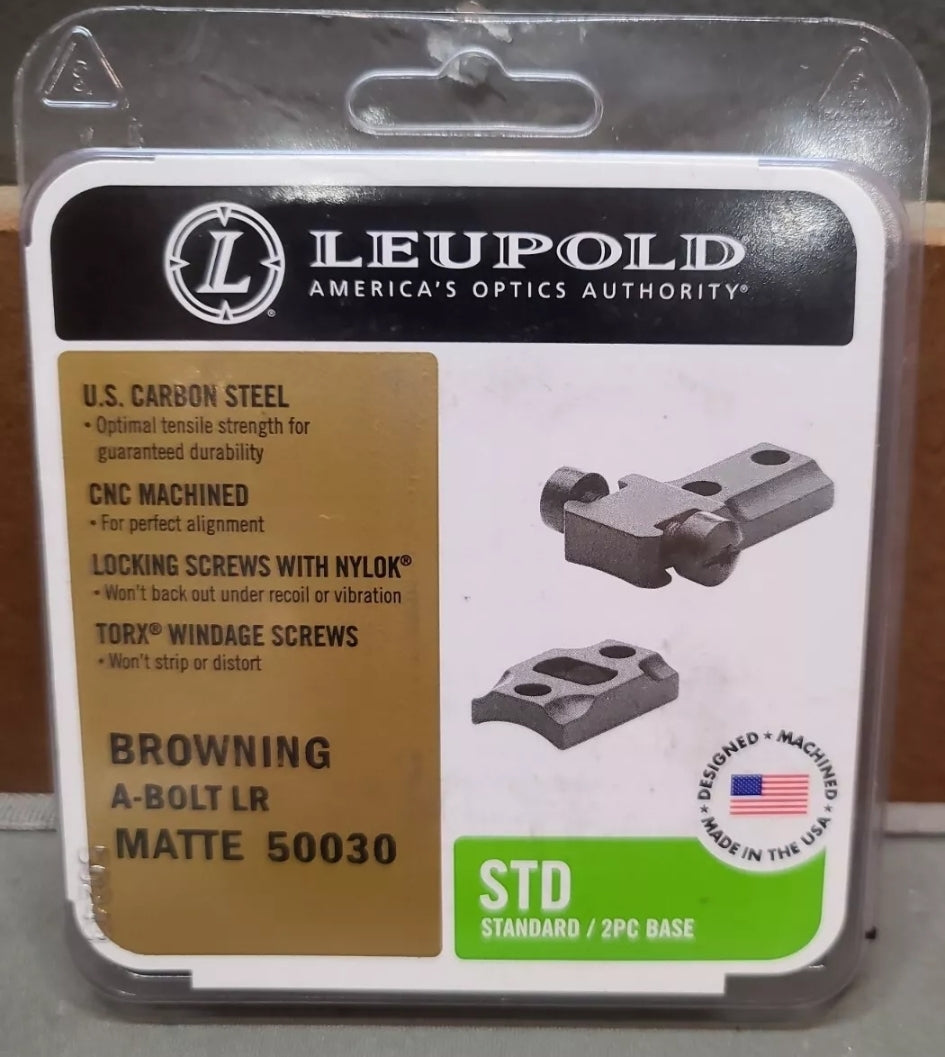 L
LEUPOLD
AMERICA'S OPTICS AUTHORITY®
®
U.S. CARBON STEEL
• Optimal tensile strength for
guaranteed durability
CNC MACHINED
• For perfect alignment
LOCKING SCREWS WITH NYLOK®
• Won't back out under recoil or vibration
TORX® WINDAGE SCREWS
• Won't strip or distort
BROWNING
A-BOLT LR
MATTE 50030
DESIGNED ★ MACHINED ★
MADE IN THE USA ★
STD
STANDARD / 2PC BASE